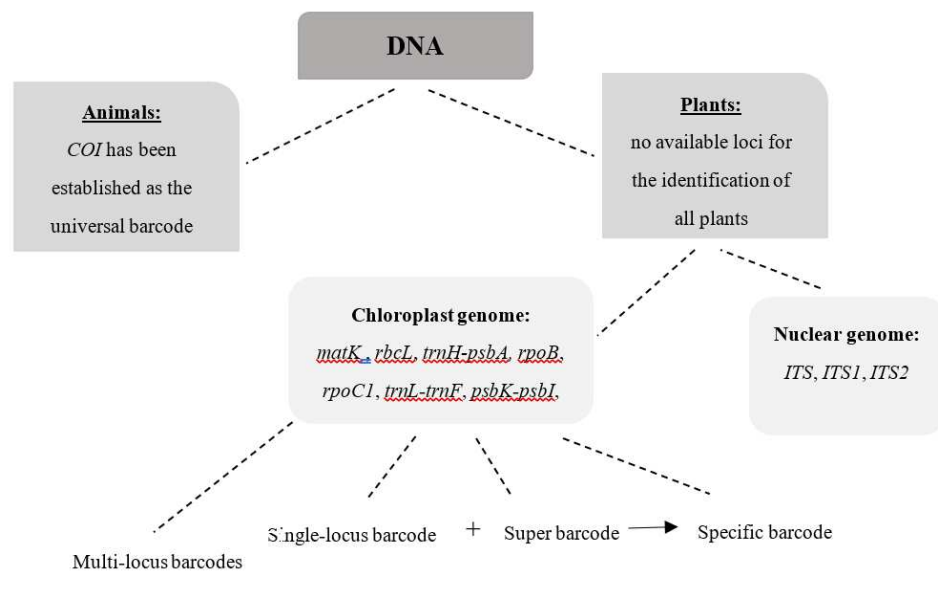 DNA
Animals:
COI has been
established as the
universal barcode
Plants:
no available loci for
the identification of
all plants
Chloroplast genome:
matK, rbcL, trnH-psbA, rpoB,
rpoC1, trnL-trnF, psbK-psbI,
Nuclear genome:
ITS, ITS1, ITS2
Multi-locus barcodes
Single-locus barcode + Super barcode → Specific barcode